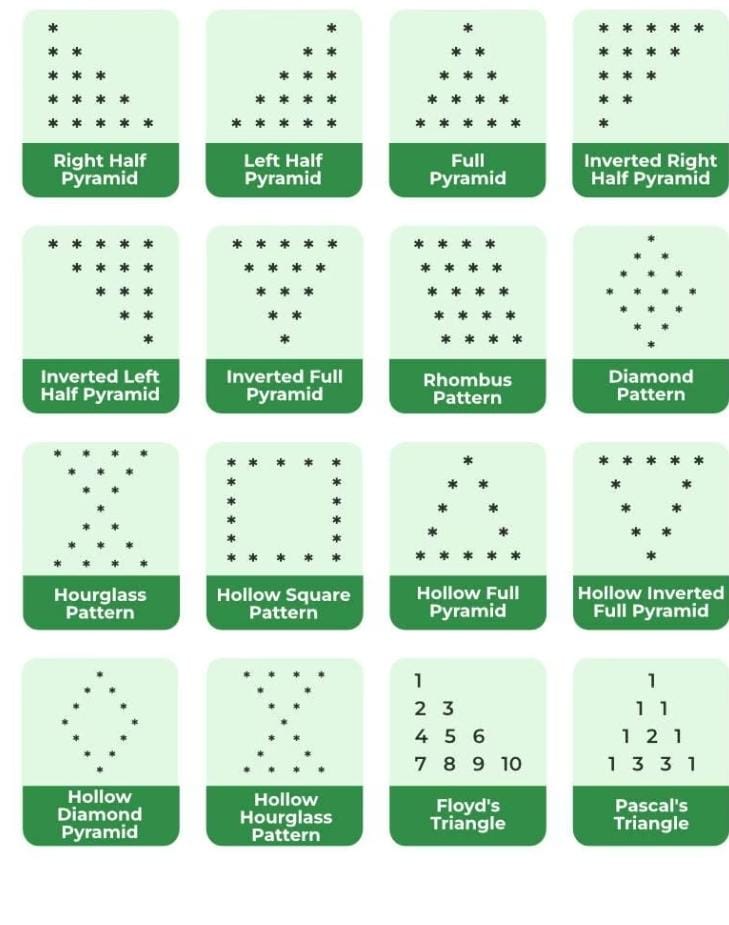 *
* *
* * *
* * * *
* * * * *
Right Half
Pyramid
*
* *
* * *
* * * *
* * * * *
Left Half
Pyramid
*
* *
* * *
* * * *
* * * * *
Full
Pyramid
* * * * *
* * * *
* * *
* *
*
Inverted Right
Half Pyramid
* * * * *
* * * *
* * *
* *
*
Inverted Left
Half Pyramid
* * * * *
* * * *
* * *
* *
*
Inverted Full
Pyramid
* * * *
* * * *
* * * *
* * * *
* * * *
Rhombus
Pattern
*
* *
* * *
* * * *
* * *
* *
*
Diamond
Pattern
* * * *
* * *
* *
*
* *
* * *
* * * *
Hourglass
Pattern
* * * * *
* *
* *
* *
* *
* * * * *
Hollow Square
Pattern
*
* *
* *
* *
* * * * *
Hollow Full
Pyramid
* * * * *
* *
* *
* *
*
Hollow Inverted
Full Pyramid
*
* *
* *
* *
* *
* *
*
Hollow
Diamond
Pyramid
* * * *
* *
* *
*
* *
* *
* * * *
Hollow
Hourglass
Pattern
1
2 3
4 5 6
7 8 9 10
Floyd's
Triangle
1
1 1
1 2 1
1 3 3 1
Pascal's
Triangle